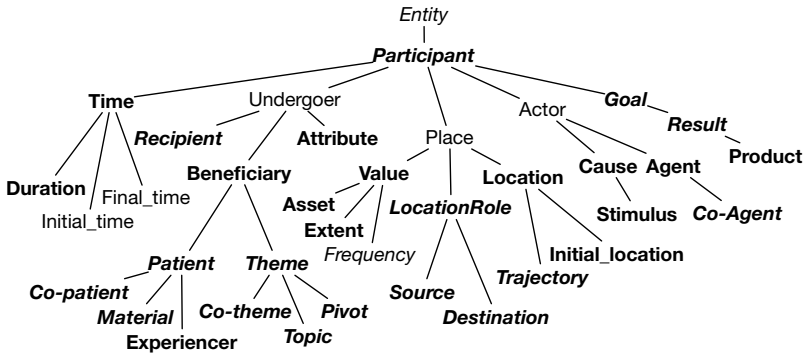 Entity
Participant
Time
Undergoer
Actor
Goal
Recipient
Attribute
Place
Result
Product
Duration
Initial_time
Final_time
Beneficiary
Value
Location
Cause
Agent
Asset
Extent
Frequency
LocationRole
Stimulus
Co-Agent
Patient
Theme
Initial_location
Trajectory
Co-patient
Material
Experiencer
Co-theme
Topic
Pivot
Source
Destination